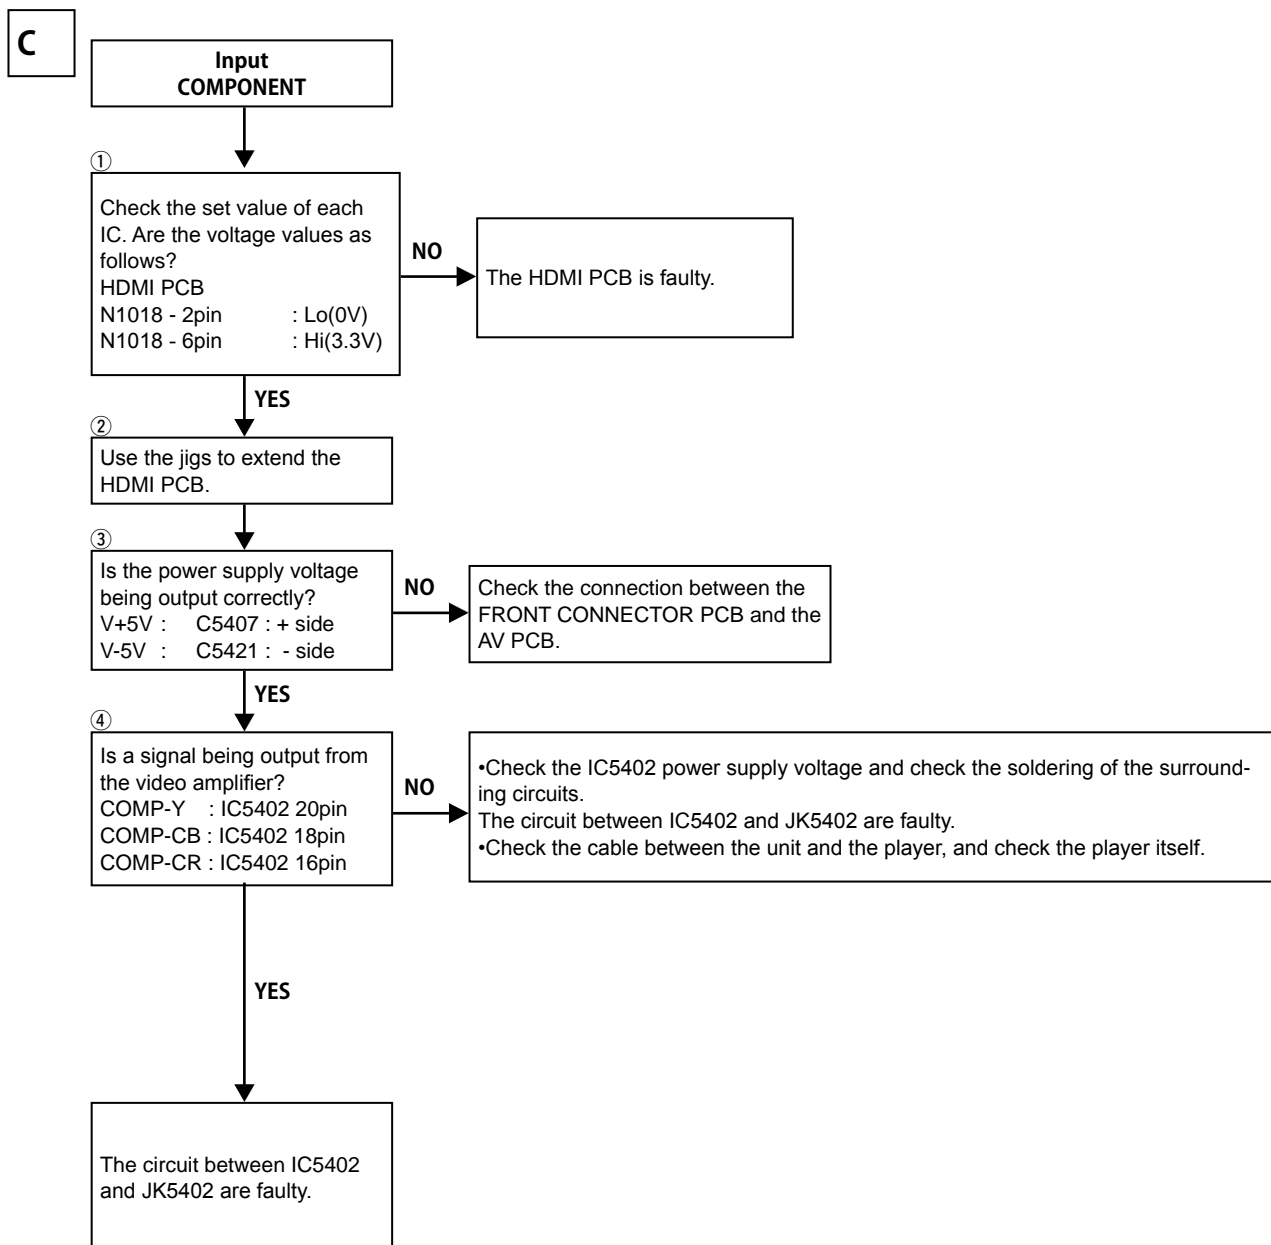 C
Input
COMPONENT
①
Check the set value of each
IC. Are the voltage values as
follows?
HDMI PCB
N1018 - 2pin : Lo(0V)
N1018 - 6pin : Hi(3.3V)
NO
The HDMI PCB is faulty.
YES
②
Use the jigs to extend the
HDMI PCB.
③
Is the power supply voltage
being output correctly?
V+5V : C5407 : + side
V-5V : C5421 : - side
NO
Check the connection between the
FRONT CONNECTOR PCB and the
AV PCB.
YES
④
Is a signal being output from
the video amplifier?
COMP-Y : IC5402 20pin
COMP-CB : IC5402 18pin
COMP-CR : IC5402 16pin
NO
•Check the IC5402 power supply voltage and check the soldering of the surround-
ing circuits.
The circuit between IC5402 and JK5402 are faulty.
•Check the cable between the unit and the player, and check the player itself.
YES
The circuit between IC5402
and JK5402 are faulty.